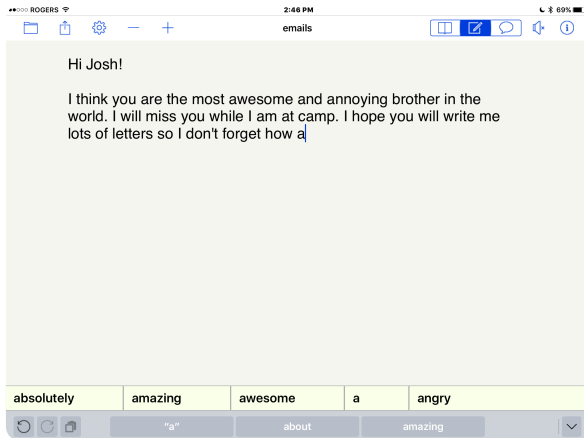 ROGERS 2:46 PM 69%
emails
Hi Josh!
I think you are the most awesome and annoying brother in the
world. I will miss you while I am at camp. I hope you will write me
lots of letters so I don't forget how a
absolutely amazing awesome a angry
"a" about amazing